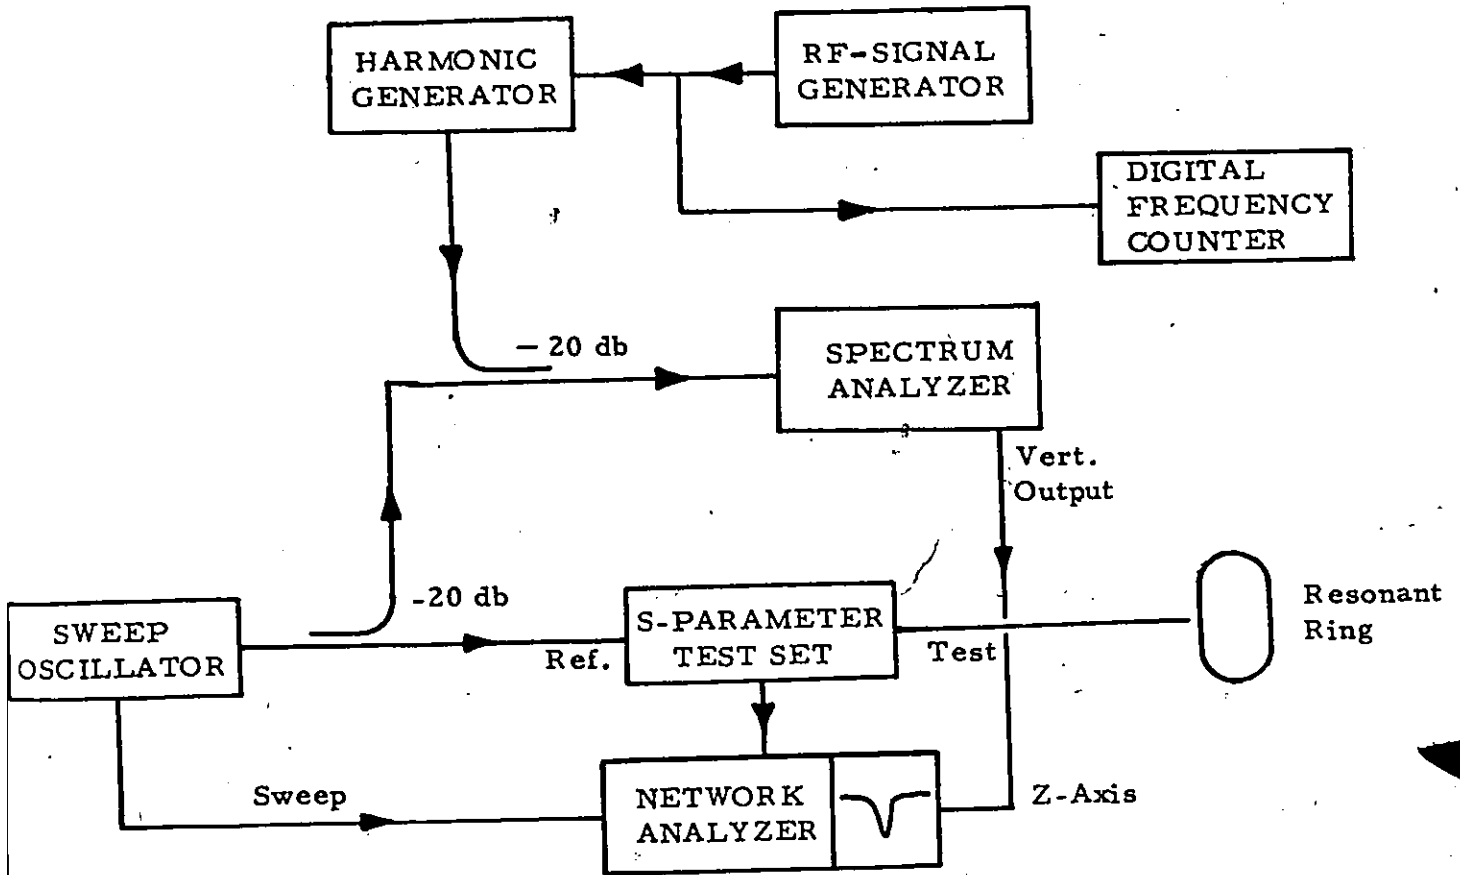 HARMONIC
GENERATOR
RF-SIGNAL
GENERATOR
DIGITAL
FREQUENCY
COUNTER
— 20 db
SPECTRUM
ANALYZER
Vert.
Output
-20 db
SWEEP
OSCILLATOR
Ref.
S-PARAMETER
TEST SET
Test
Resonant
Ring
Sweep
NETWORK
ANALYZER
Z-Axis